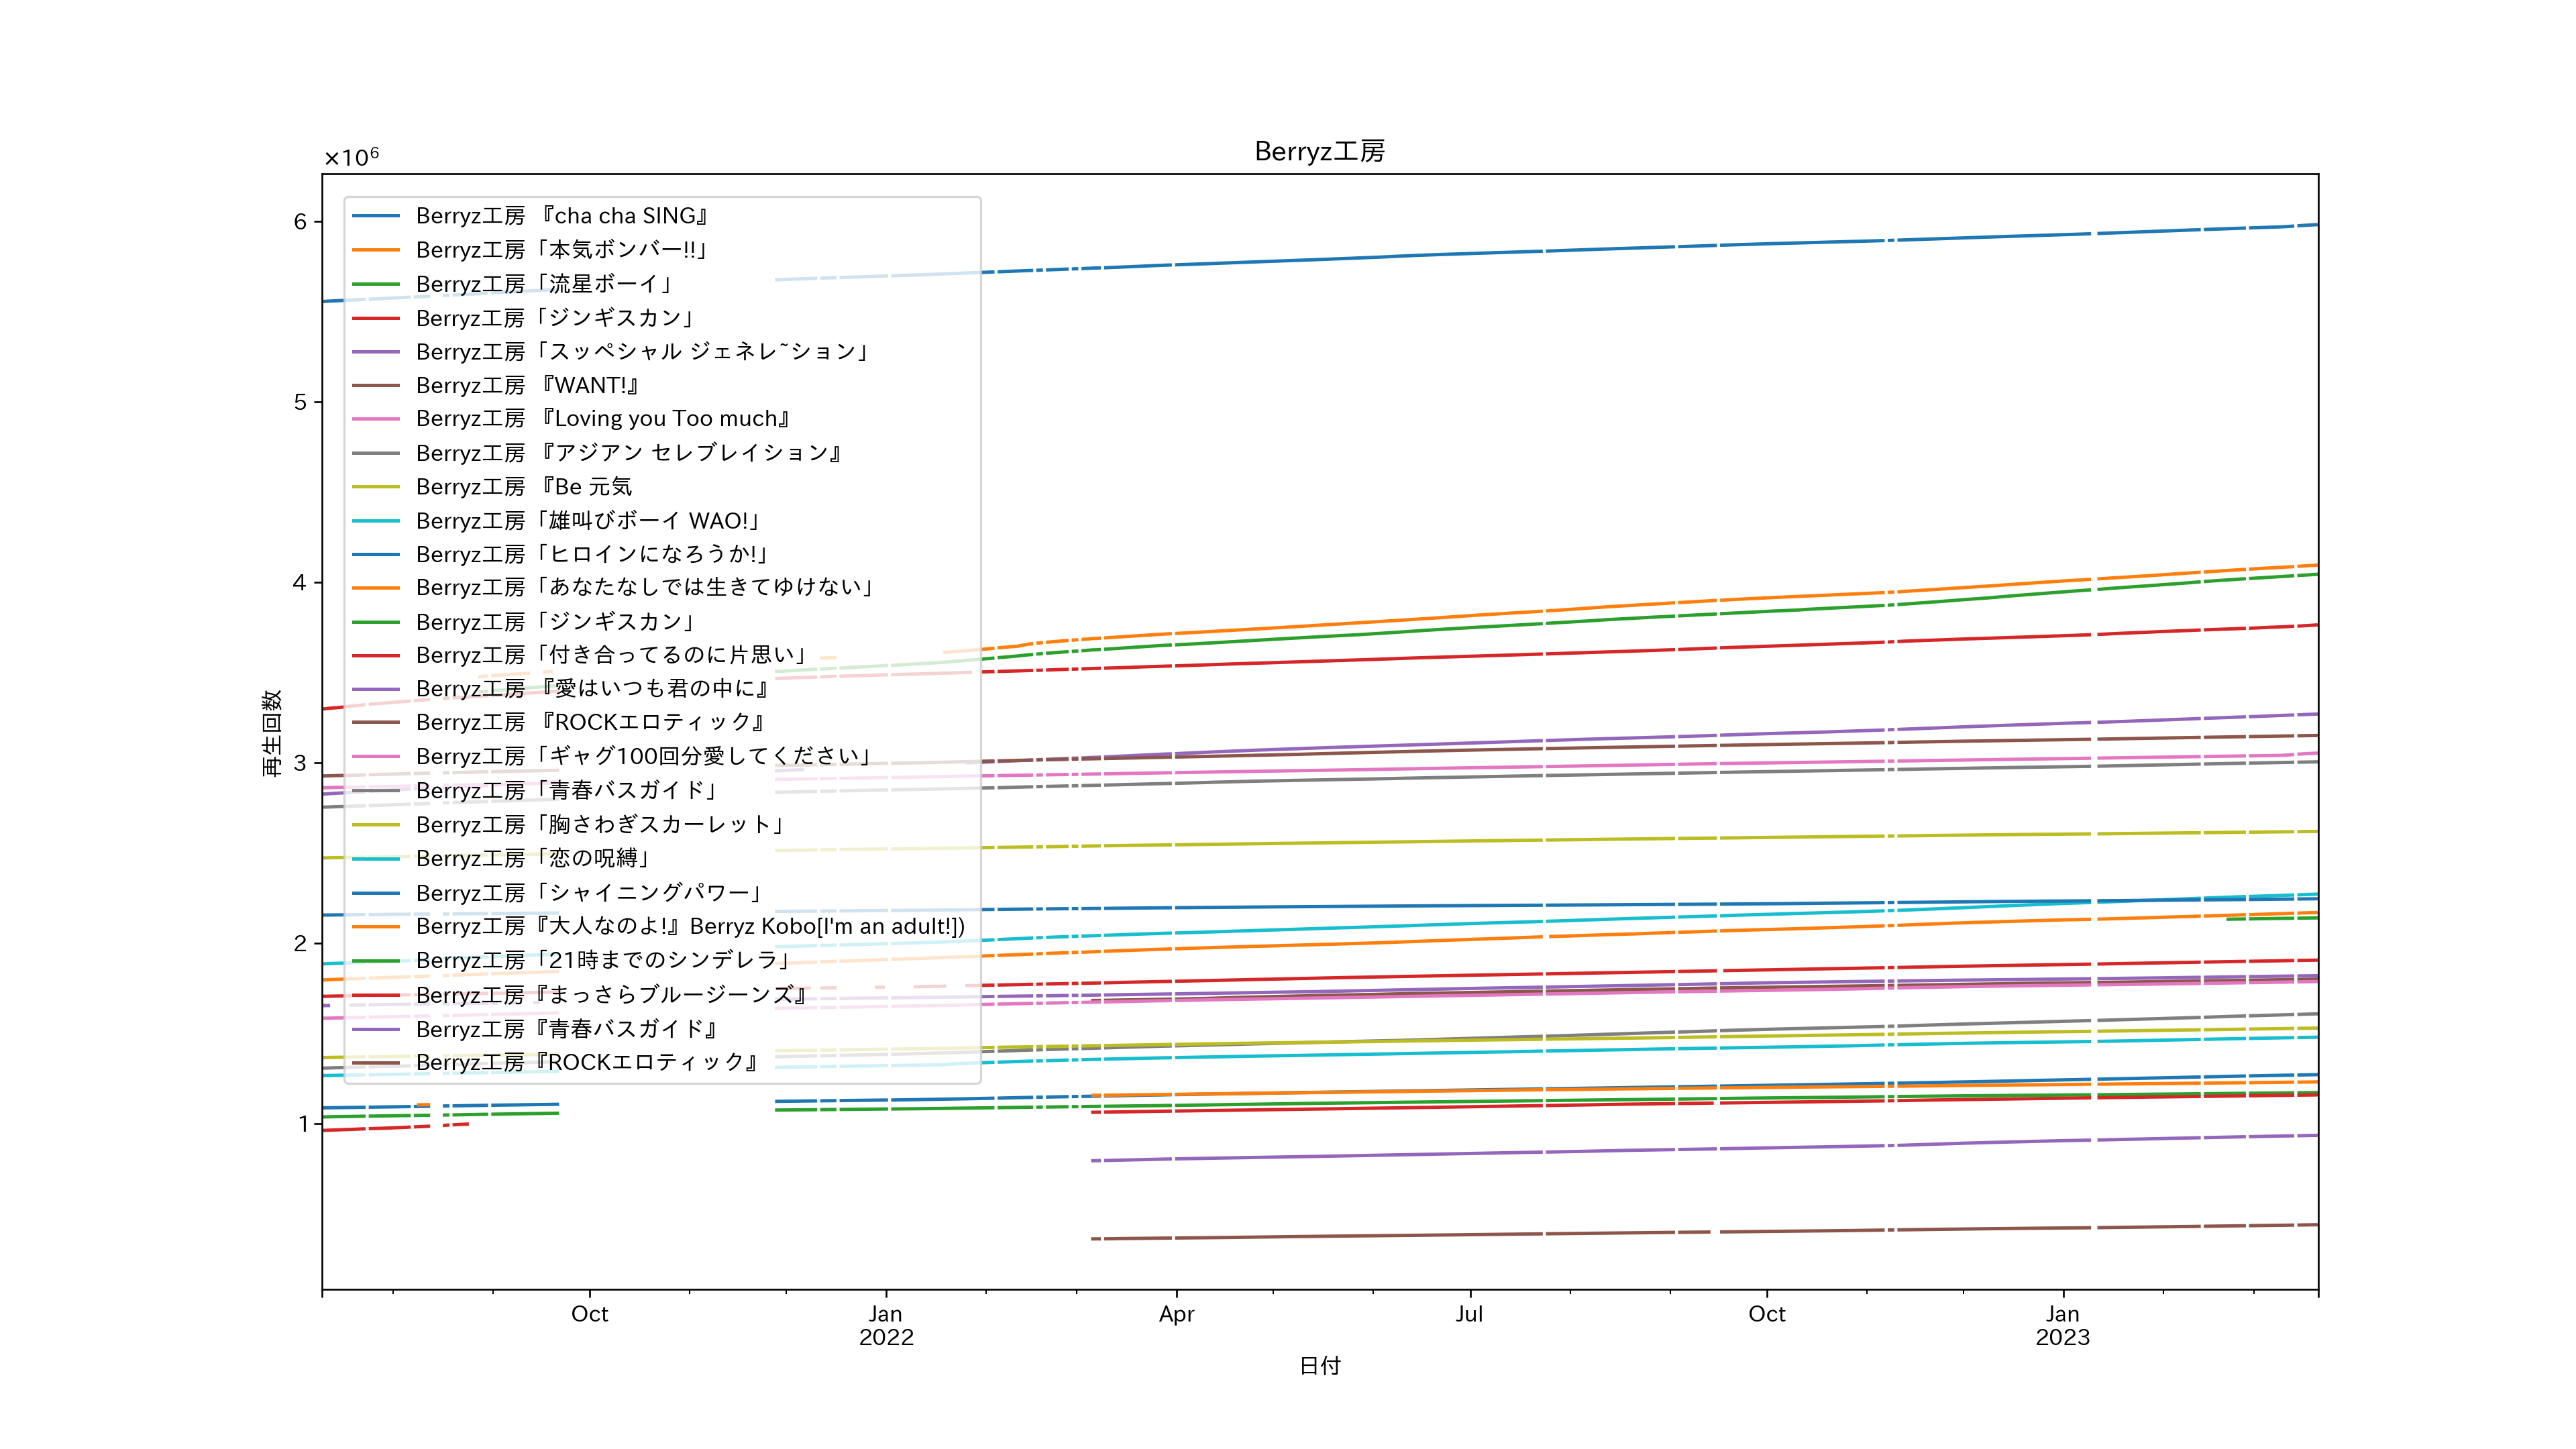 Berryz工房
×10⁶
6
5
4
3
2
1
再生回数
Berryz工房 『cha cha SING』
Berryz工房「本気ボンバー!!」
Berryz工房「流星ボーイ」
Berryz工房「ジンギスカン」
Berryz工房「スッペシャル ジェネレ~ション」
Berryz工房 『WANT!』
Berryz工房 『Loving you Too much』
Berryz工房 『アジアン セレブレイション』
Berryz工房 『Be 元気
Berryz工房「雄叫びボーイ WAO!」
Berryz工房「ヒロインになろうか!」
Berryz工房「あなたなしでは生きてゆけない」
Berryz工房「ジンギスカン」
Berryz工房「付き合ってるのに片思い」
Berryz工房 『愛はいつも君の中に』
Berryz工房 『ROCKエロティック』
Berryz工房「ギャグ100回分愛してください」
Berryz工房「青春バスガイド」
Berryz工房「胸さわぎスカーレット」
Berryz工房「恋の呪縛」
Berryz工房「シャイニングパワー」
Berryz工房『大人なのよ!』Berryz Kobo[I'm an adult!])
Berryz工房「21時までのシンデレラ」
Berryz工房『まっさらブルージーンズ』
Berryz工房『青春バスガイド』
Berryz工房『ROCKエロティック』
Oct Jan Apr Jul Oct Jan
2022 2023
日付